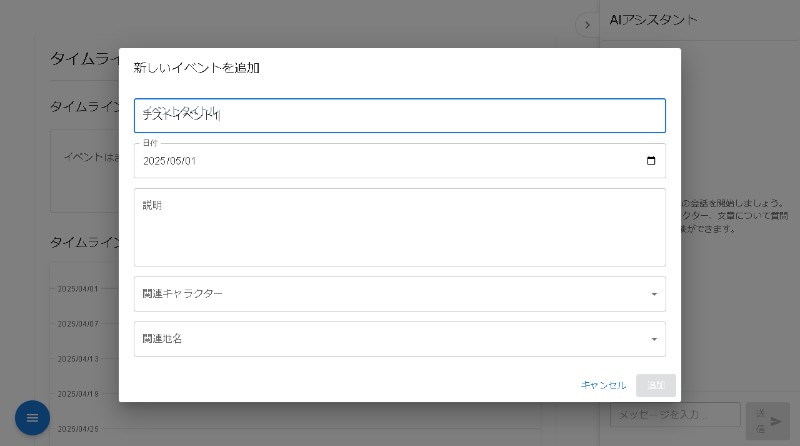 AIアシスタント
タイムライ
新しいイベントを追加
イベントタイトル
テストイベント1
タイムライン
日付
2025/05/01
イベントはま
説明
の会話を開始しましょう。
クター、文章について質問
ができます。
タイムライン
2025/04/01
関連キャラクター
2025/04/07
関連地名
2025/04/13
キャンセル
追加
2025/04/19
メッセージを入力
送
信
2025/04/25